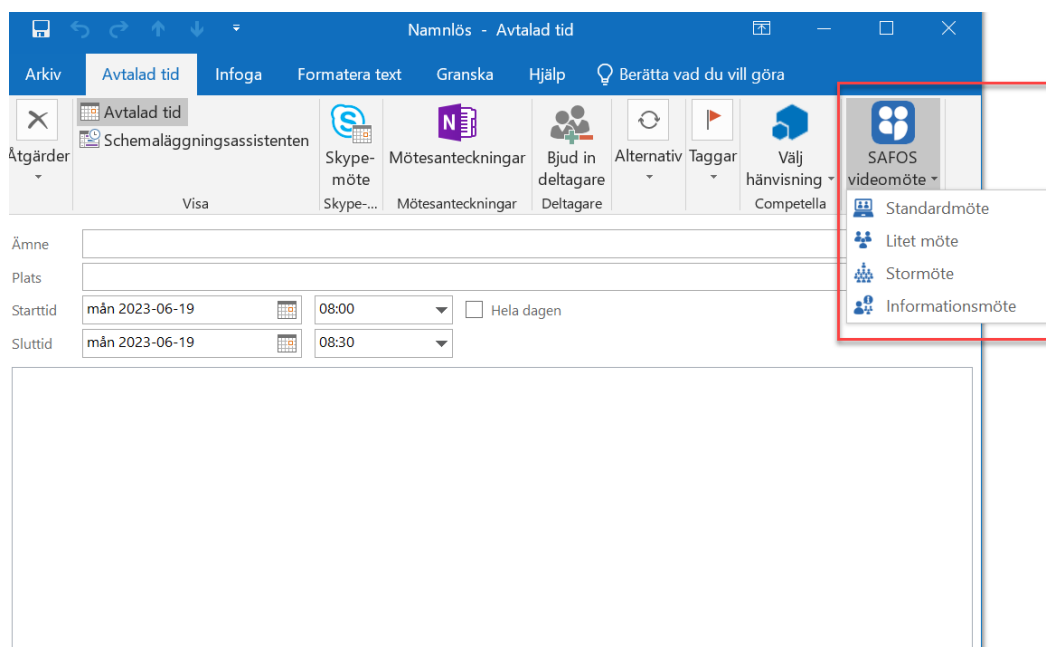 Namnlös - Avtalad tid
Arkiv Avtalad tid Infoga Formatera text Granska Hjälp Berätta vad du vill göra
Åtgärder
Avtalad tid
Schemaläggningsassistenten
Visa
Skype-
möte
Skype-...
Mötesanteckningar
Mötesanteckningar
Bjud in
deltagare
Deltagare
Alternativ
Taggar
Välj
hänvisning
Competella
SAFOS
videomöte
Standardmöte
Litet möte
Stormöte
Informationsmöte
Ämne
Plats
Starttid mån 2023-06-19 08:00 Hela dagen
Sluttid mån 2023-06-19 08:30